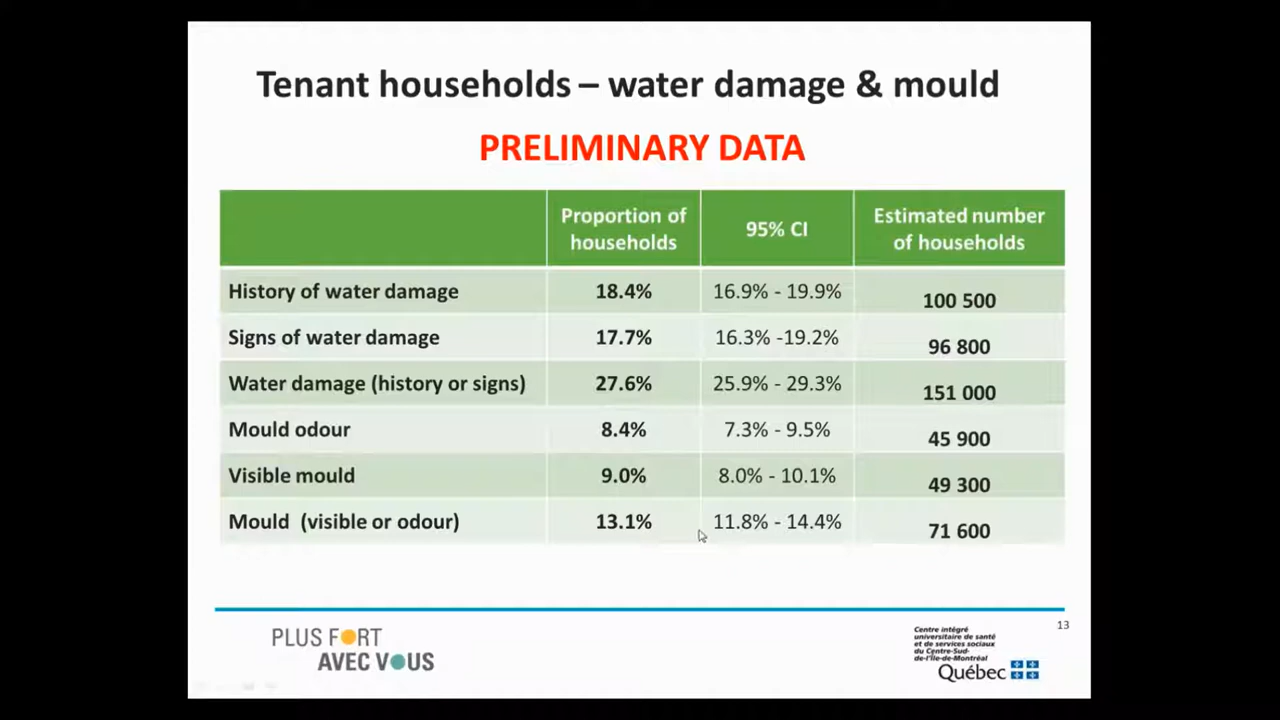 Tenant households – water damage & mould
PRELIMINARY DATA
Proportion of households 95% CI Estimated number of households
History of water damage 18.4% 16.9% - 19.9% 100 500
Signs of water damage 17.7% 16.3% -19.2% 96 800
Water damage (history or signs) 27.6% 25.9% - 29.3% 151 000
Mould odour 8.4% 7.3% - 9.5% 45 900
Visible mould 9.0% 8.0% - 10.1% 49 300
Mould (visible or odour) 13.1% 11.8% - 14.4% 71 600
13
PLUS FORT
AVEC VOUS
Centre intégré
universitaire de santé
et de services sociaux
du Centre-Sud-
de-l'Île-de-Montréal
Québec